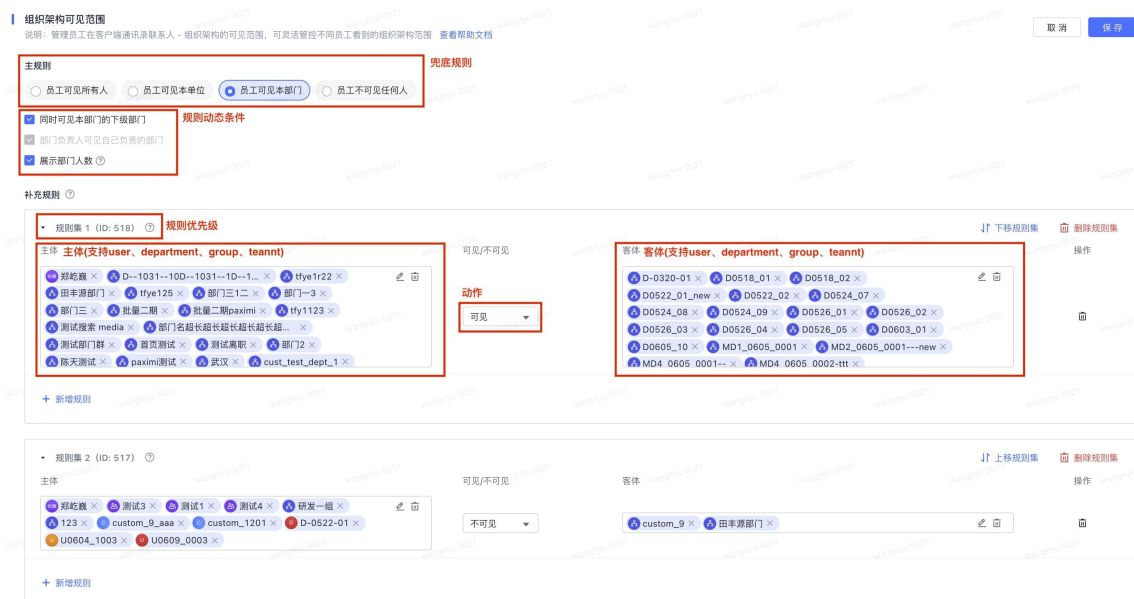 组织架构可见范围
说明：管理员工在客户端通讯录联系人 - 组织架构的可见范围，可灵活管控不同员工看到的组织架构范围 查看帮助文档
取 消 保 存
主规则 兜底规则
员工可见所有人 员工可见本单位 员工可见本部门 员工不可见任何人
同时可见本部门的下级部门 规则动态条件
部门负责人可见自己负责的部门
展示部门人数
补充规则
规则集 1 (ID: 518) 规则优先级 下移规则集 删除规则集
主体 主体(支持user、department、group、teannt) 可见/不可见 客体 客体(支持user、department、group、teannt) 操作
郑屹巍 × D--1031--10D--1031--1D--1... × tfye1r22 × D-0320-01 × D0518_01 × D0518_02 ×
田丰源部门 × tfye125 × 部门三1二 × 部门一3 × 动作 D0522_01_new × D0522_02 × D0524_07 ×
部门三 × 批量二期 × 批量二期paximi × tfy1123 × 可见 D0524_08 × D0524_09 × D0526_01 × D0526_02 ×
测试搜索 media × 部门名超长超长超长超长超长超... × D0526_03 × D0526_04 × D0526_05 × D0603_01 ×
测试部门群 × 首页测试 × 测试离职 × 部门2 × D0605_10 × MD1_0605_0001 × MD2_0605_0001---new ×
陈天测试 × paximi测试 × 武汉 × cust_test_dept_1 × MD4_0605_0001-- × MD4_0605_0002-ttt ×
+ 新增规则
规则集 2 (ID: 517) 上移规则集 删除规则集
主体 可见/不可见 客体 操作
郑屹巍 × 测试3 × 测试1 × 测试4 × 研发一组 ×
123 × custom_9_aaa × custom_1201 × D-0522-01 × 不可见 custom_9 × 田丰源部门 ×
U0604_1003 × U0609_0003 ×
+ 新增规则